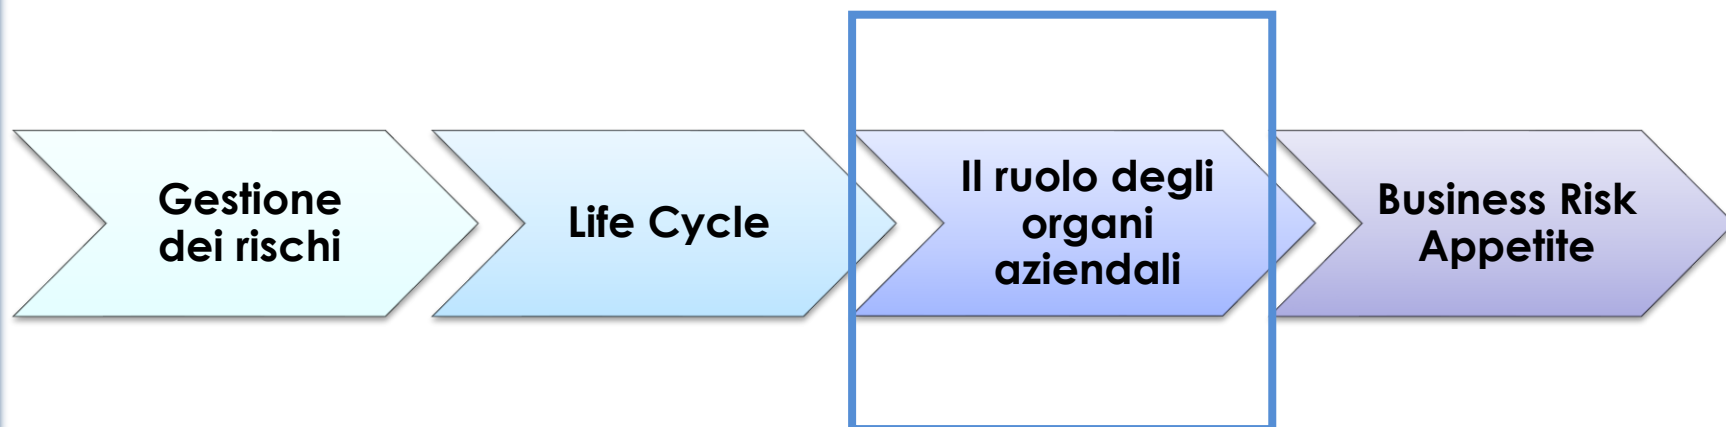 Gestione
dei rischi
Life Cycle
Il ruolo degli
organi
aziendali
Business Risk
Appetite